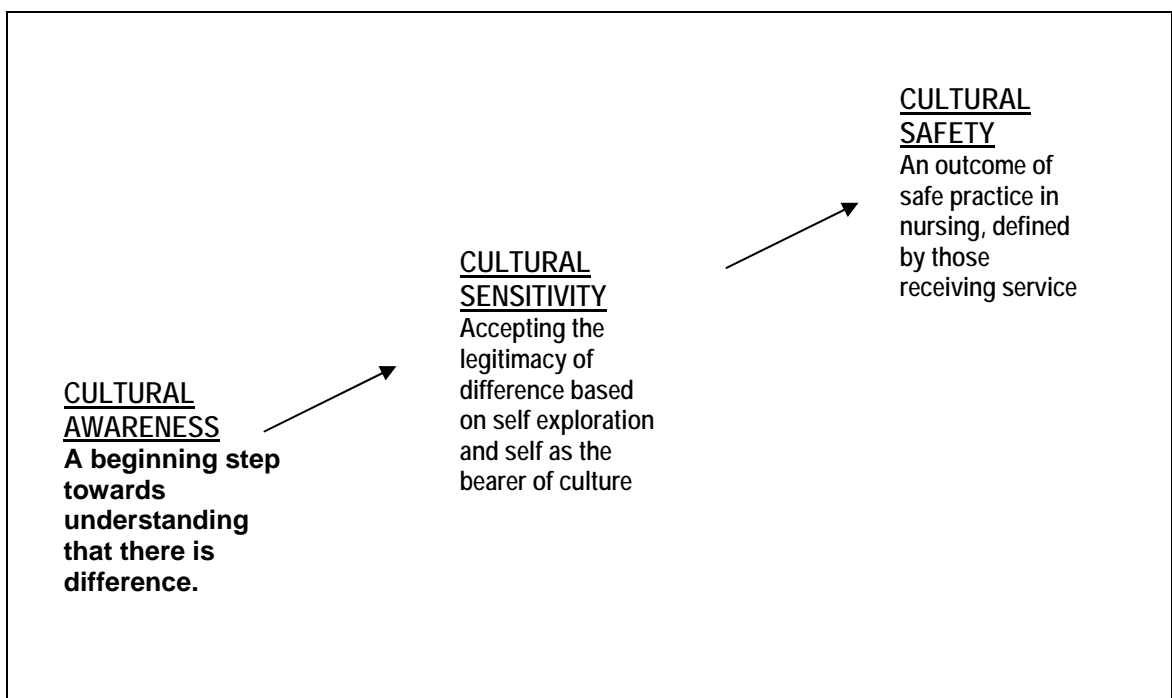 CULTURAL
AWARENESS
A beginning step
towards
understanding
that there is
difference.
CULTURAL
SENSITIVITY
Accepting the
legitimacy of
difference based
on self exploration
and self as the
bearer of culture
CULTURAL
SAFETY
An outcome of
safe practice in
nursing, defined
by those
receiving service